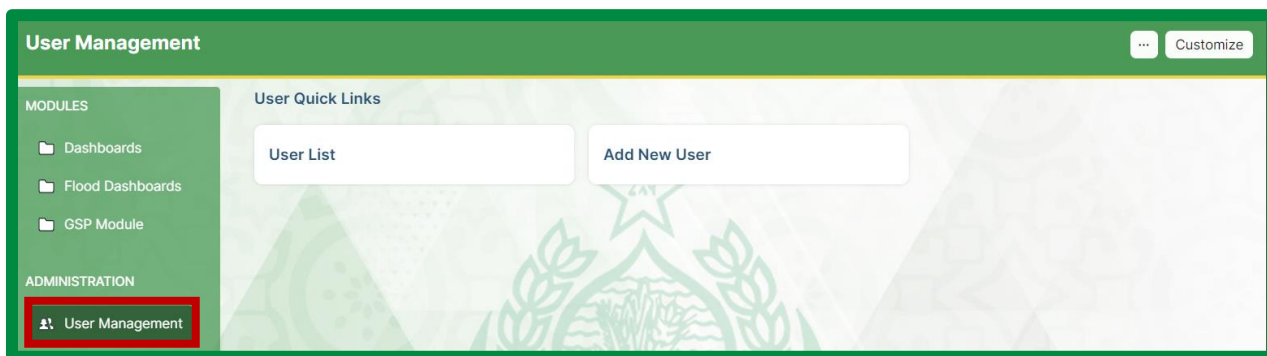 User Management
... Customize
MODULES
Dashboards
Flood Dashboards
GSP Module
ADMINISTRATION
User Management
User Quick Links
User List
Add New User